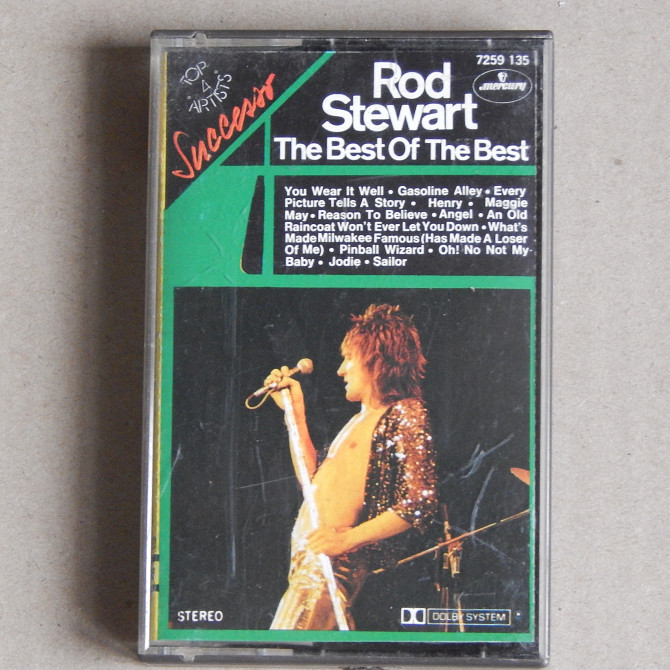 TOP
4
ARTISTS
Successo
7259 135
mercury
Rod
Stewart
The Best Of The Best
You Wear It Well • Gasoline Alley • Every
Picture Tells A Story • Henry • Maggie
May • Reason To Believe • Angel • An Old
Raincoat Won't Ever Let You Down • What's
Made Milwakee Famous (Has Made A Loser
Of Me) • Pinball Wizard • Oh! No Not My
Baby • Jodie • Sailor
STEREO
DOLBY SYSTEM